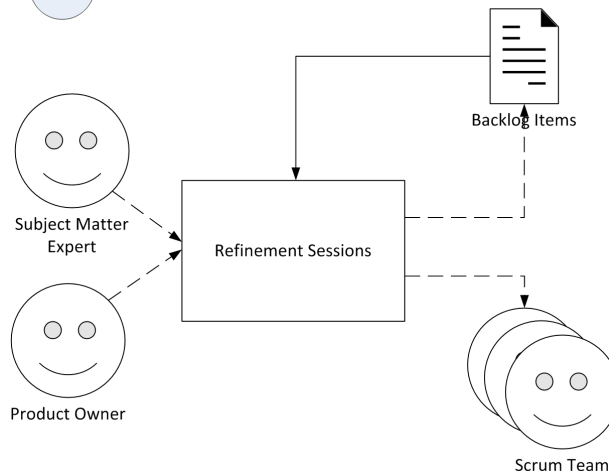 Backlog Items
Subject Matter
Expert
Refinement Sessions
Product Owner
Scrum Team